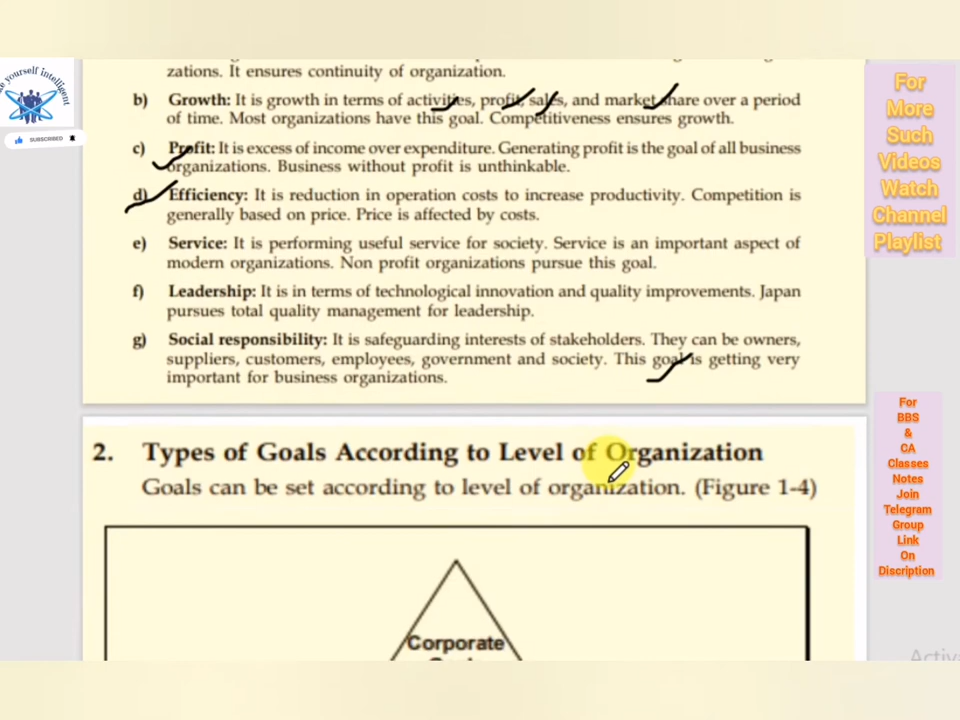 yourself intelligent
SUBSCRIBED
zations. It ensures continuity of organization.
b) Growth: It is growth in terms of activities, profit, sales, and market share over a period
of time. Most organizations have this goal. Competitiveness ensures growth.
c) Profit: It is excess of income over expenditure. Generating profit is the goal of all business
organizations. Business without profit is unthinkable.
d) Efficiency: It is reduction in operation costs to increase productivity. Competition is
generally based on price. Price is affected by costs.
e) Service: It is performing useful service for society. Service is an important aspect of
modern organizations. Non profit organizations pursue this goal.
f) Leadership: It is in terms of technological innovation and quality improvements. Japan
pursues total quality management for leadership.
g) Social responsibility: It is safeguarding interests of stakeholders. They can be owners,
suppliers, customers, employees, government and society. This goal is getting very
important for business organizations.
2. Types of Goals According to Level of Organization
Goals can be set according to level of organization. (Figure 1-4)
Corporate
For
More
Such
Videos
Watch
Channel
Playlist
For
BBS
&
CA
Classes
Notes
Join
Telegram
Group
Link
On
Discription